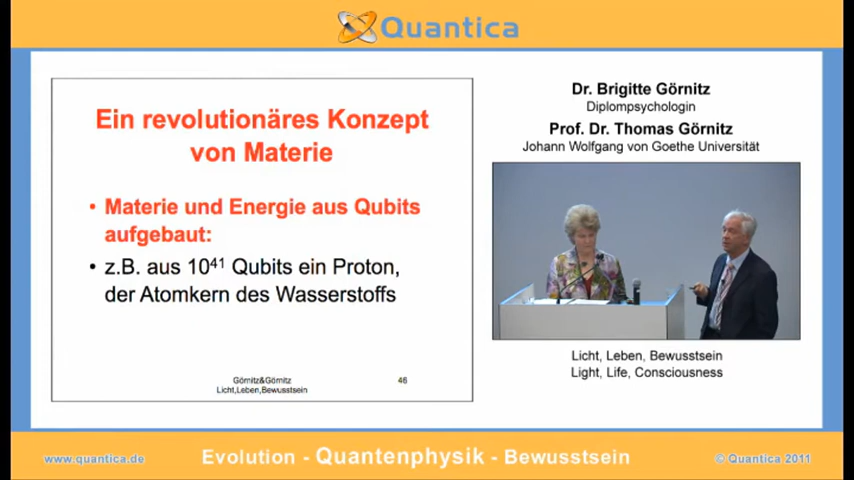 Quantica
Ein revolutionäres Konzept
von Materie
• Materie und Energie aus Qubits
aufgebaut:
• z.B. aus 10⁴¹ Qubits ein Proton,
der Atomkern des Wasserstoffs
Görnitz&Görnitz
Licht,Leben,Bewusstsein
46
Dr. Brigitte Görnitz
Diplompsychologin
Prof. Dr. Thomas Görnitz
Johann Wolfgang von Goethe Universität
Licht, Leben, Bewusstsein
Light, Life, Consciousness
www.quantica.de
Evolution - Quantenphysik - Bewusstsein
© Quantica 2011